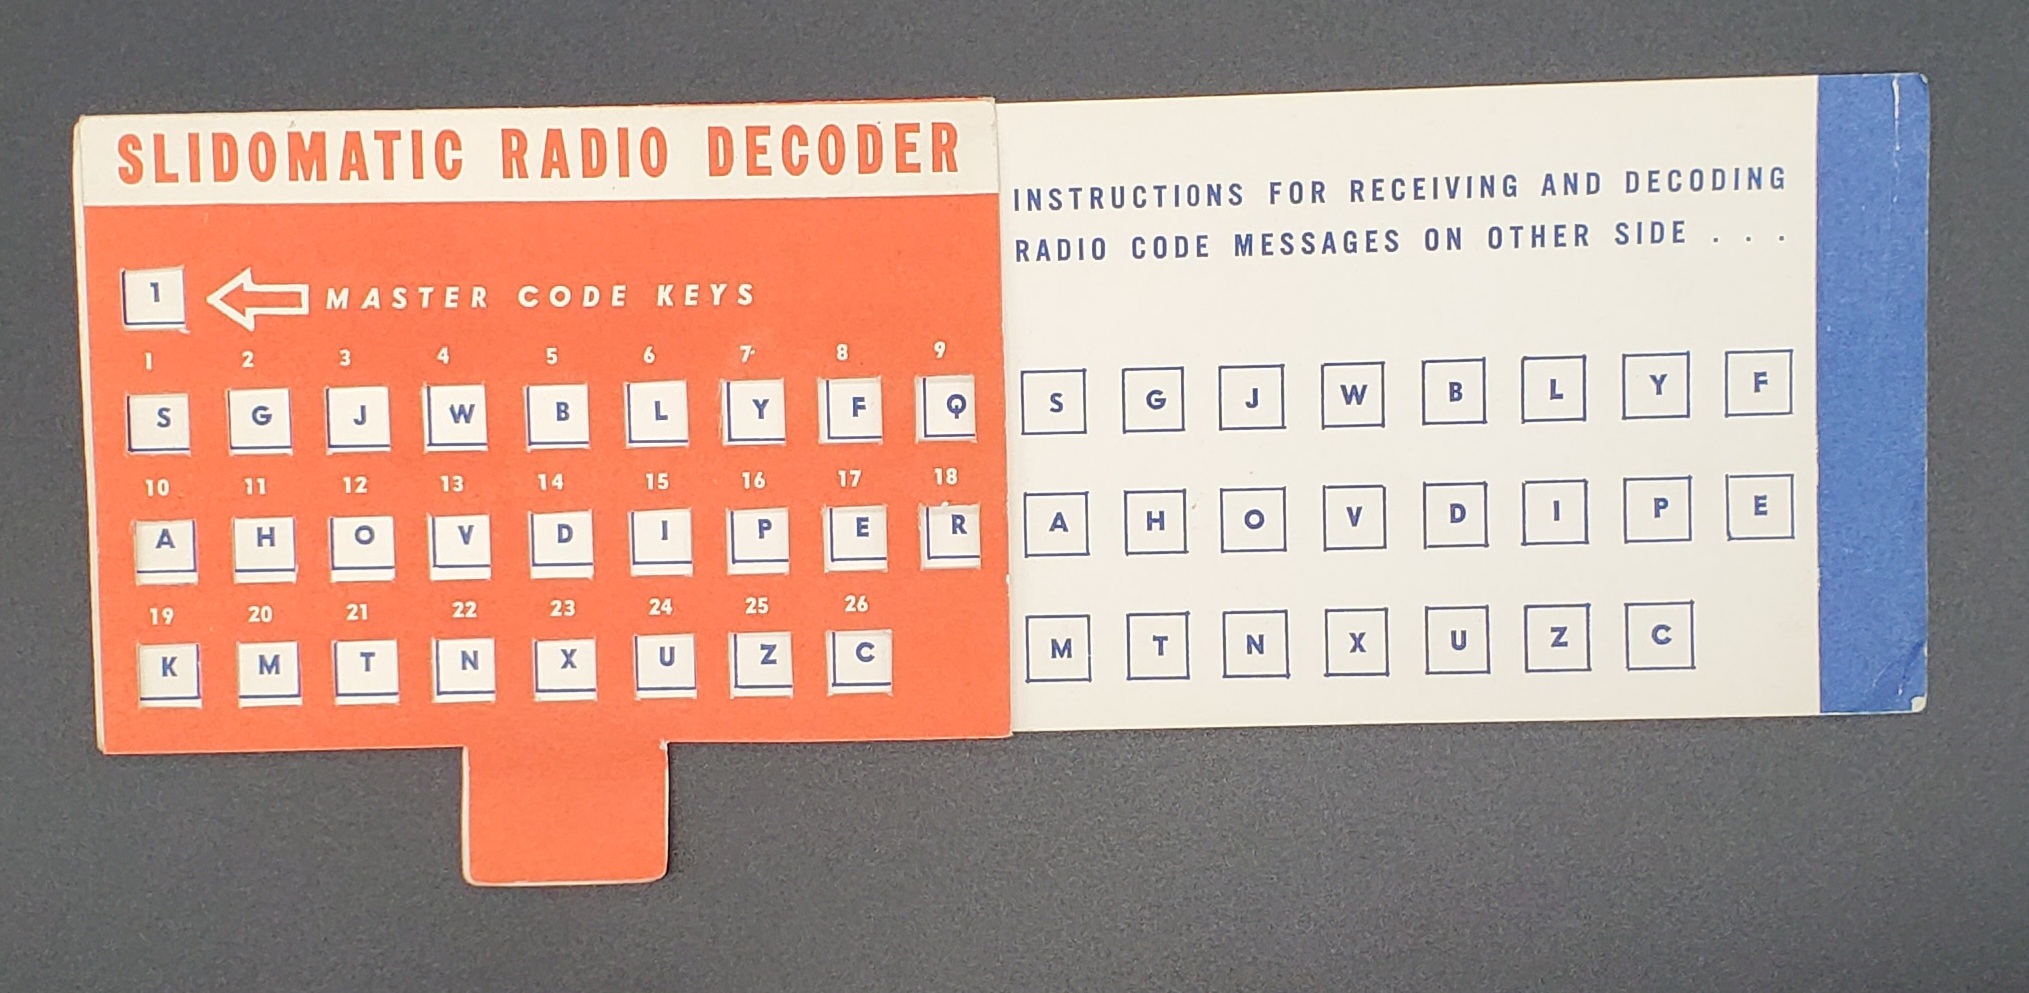 SLIDOMATIC RADIO DECODER
1 MASTER CODE KEYS
1 2 3 4 5 6 7 8 9
S G J W B L Y F Q
10 11 12 13 14 15 16 17 18
A H O V D I P E R
19 20 21 22 23 24 25 26
K M T N X U Z C
INSTRUCTIONS FOR RECEIVING AND DECODING
RADIO CODE MESSAGES ON OTHER SIDE . . .
S G J W B L Y F
A H O V D I P E
M T N X U Z C